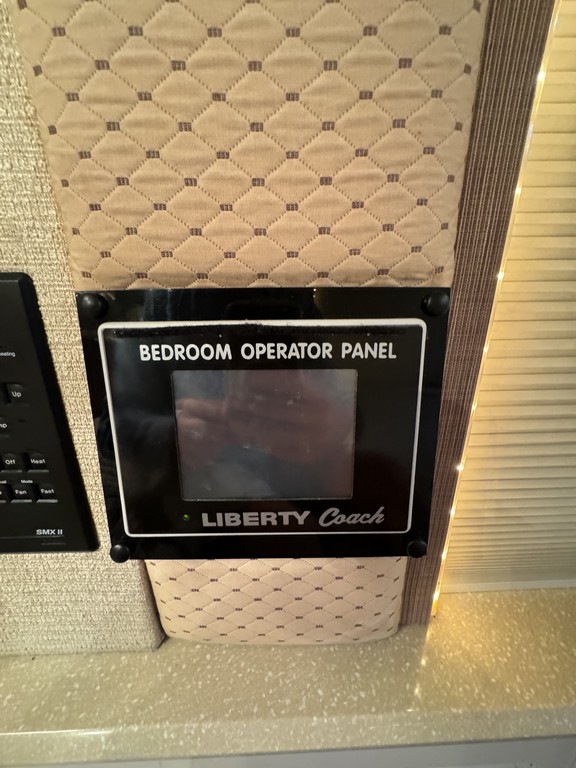 BEDROOM OPERATOR PANEL
LIBERTY Coach
Up
Off Heat
Mode
Fan Fast
SMX II